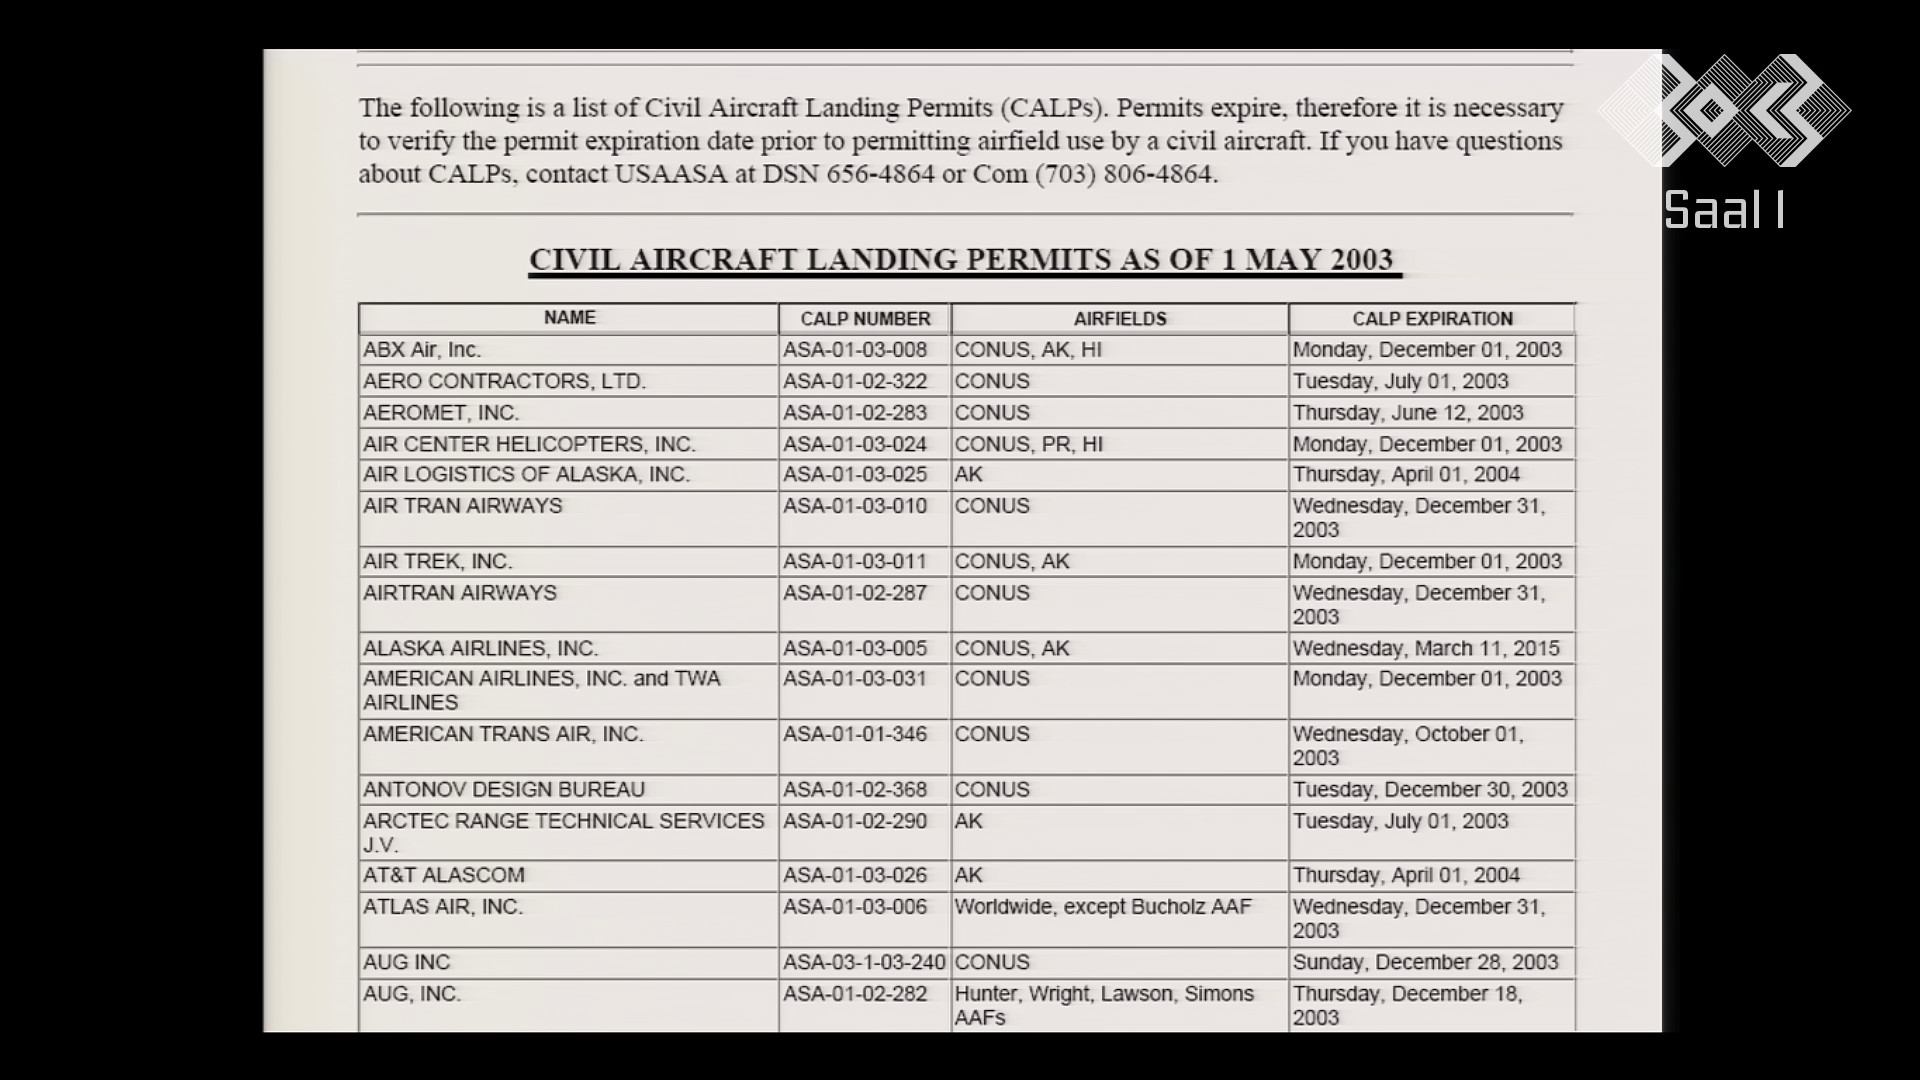 The following is a list of Civil Aircraft Landing Permits (CALPs). Permits expire, therefore it is necessary
to verify the permit expiration date prior to permitting airfield use by a civil aircraft. If you have questions
about CALPs, contact USAASA at DSN 656-4864 or Com (703) 806-4864.
Saal 1
CIVIL AIRCRAFT LANDING PERMITS AS OF 1 MAY 2003
NAME CALP NUMBER AIRFIELDS CALP EXPIRATION
ABX Air, Inc. ASA-01-03-008 CONUS, AK, HI Monday, December 01, 2003
AERO CONTRACTORS, LTD. ASA-01-02-322 CONUS Tuesday, July 01, 2003
AEROMET, INC. ASA-01-02-283 CONUS Thursday, June 12, 2003
AIR CENTER HELICOPTERS, INC. ASA-01-03-024 CONUS, PR, HI Monday, December 01, 2003
AIR LOGISTICS OF ALASKA, INC. ASA-01-03-025 AK Thursday, April 01, 2004
AIR TRAN AIRWAYS ASA-01-03-010 CONUS Wednesday, December 31,
2003
AIR TREK, INC. ASA-01-03-011 CONUS, AK Monday, December 01, 2003
AIRTRAN AIRWAYS ASA-01-02-287 CONUS Wednesday, December 31,
2003
ALASKA AIRLINES, INC. ASA-01-03-005 CONUS, AK Wednesday, March 11, 2015
AMERICAN AIRLINES, INC. and TWA ASA-01-03-031 CONUS Monday, December 01, 2003
AIRLINES
AMERICAN TRANS AIR, INC. ASA-01-01-346 CONUS Wednesday, October 01,
2003
ANTONOV DESIGN BUREAU ASA-01-02-368 CONUS Tuesday, December 30, 2003
ARCTEC RANGE TECHNICAL SERVICES ASA-01-02-290 AK Tuesday, July 01, 2003
J.V.
AT&T ALASCOM ASA-01-03-026 AK Thursday, April 01, 2004
ATLAS AIR, INC. ASA-01-03-006 Worldwide, except Bucholz AAF Wednesday, December 31,
2003
AUG INC ASA-03-1-03-240 CONUS Sunday, December 28, 2003
AUG, INC. ASA-01-02-282 Hunter, Wright, Lawson, Simons Thursday, December 18,
AAFs 2003